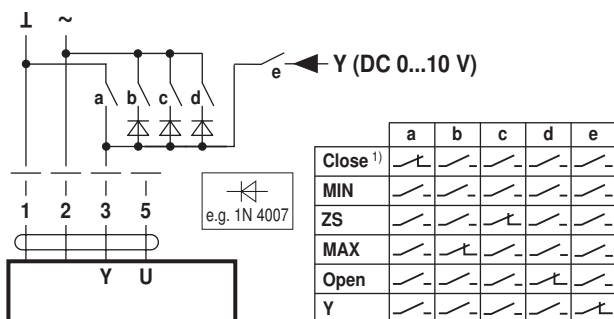 ⊥ ~
e
Y (DC 0...10 V)
a b c d
1 2 3 5
e.g. 1N 4007
Y U
a b c d e
Close 1)
MIN
ZS
MAX
Open
Y